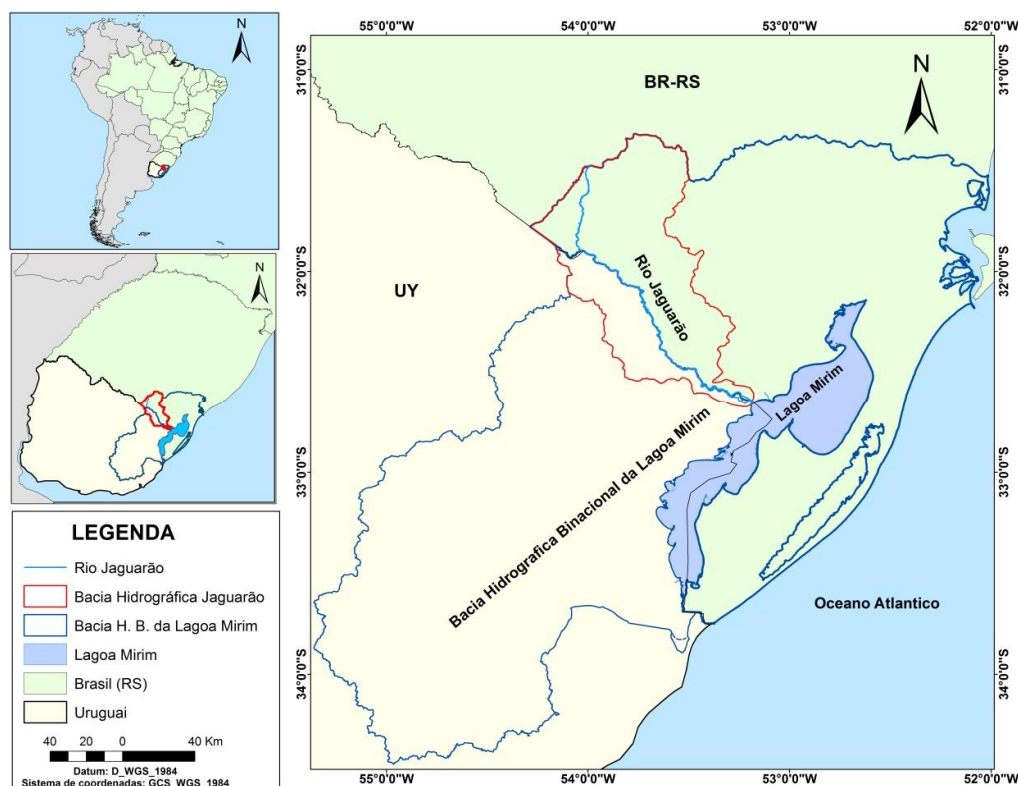 N
N
LEGENDA
Rio Jaguarão
Bacia Hidrográfica Jaguarão
Bacia H. B. da Lagoa Mirim
Lagoa Mirim
Brasil (RS)
Uruguai
40 20 0 40 Km
Datum: D_WGS_1984
Sistema de coordenadas: GCS_WGS_1984
55°0'0"W 54°0'0"W 53°0'0"W 52°0'0"W
31°0'0"S
32°0'0"S
33°0'0"S
34°0'0"S
BR-RS
N
UY
Rio Jaguarão
Lagoa Mirim
Bacia Hidrografica Binacional da Lagoa Mirim
Oceano Atlantico
31°0'0"S
32°0'0"S
33°0'0"S
34°0'0"S
55°0'0"W 54°0'0"W 53°0'0"W 52°0'0"W